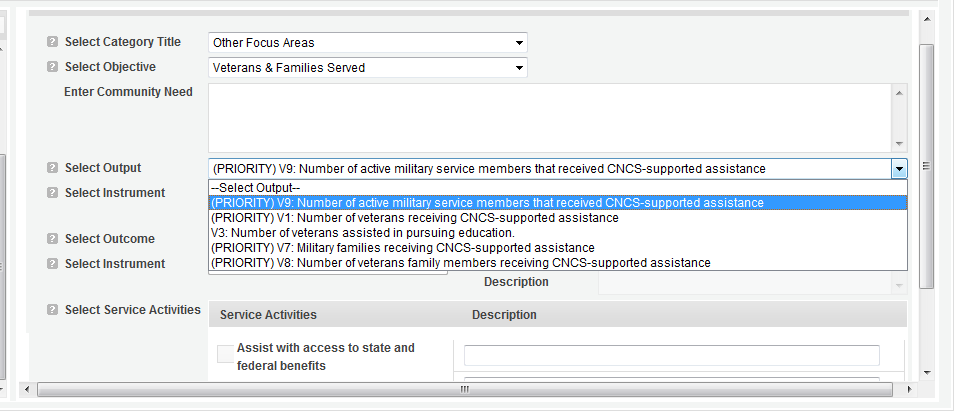 Select Category Title Other Focus Areas
Select Objective Veterans & Families Served
Enter Community Need
Select Output (PRIORITY) V9: Number of active military service members that received CNCS-supported assistance
--Select Output--
Select Instrument
(PRIORITY) V9: Number of active military service members that received CNCS-supported assistance
(PRIORITY) V1: Number of veterans receiving CNCS-supported assistance
V3: Number of veterans assisted in pursuing education.
Select Outcome
(PRIORITY) V7: Military families receiving CNCS-supported assistance
Select Instrument
(PRIORITY) V8: Number of veterans family members receiving CNCS-supported assistance
Description
Select Service Activities
Service Activities Description
Assist with access to state and
federal benefits